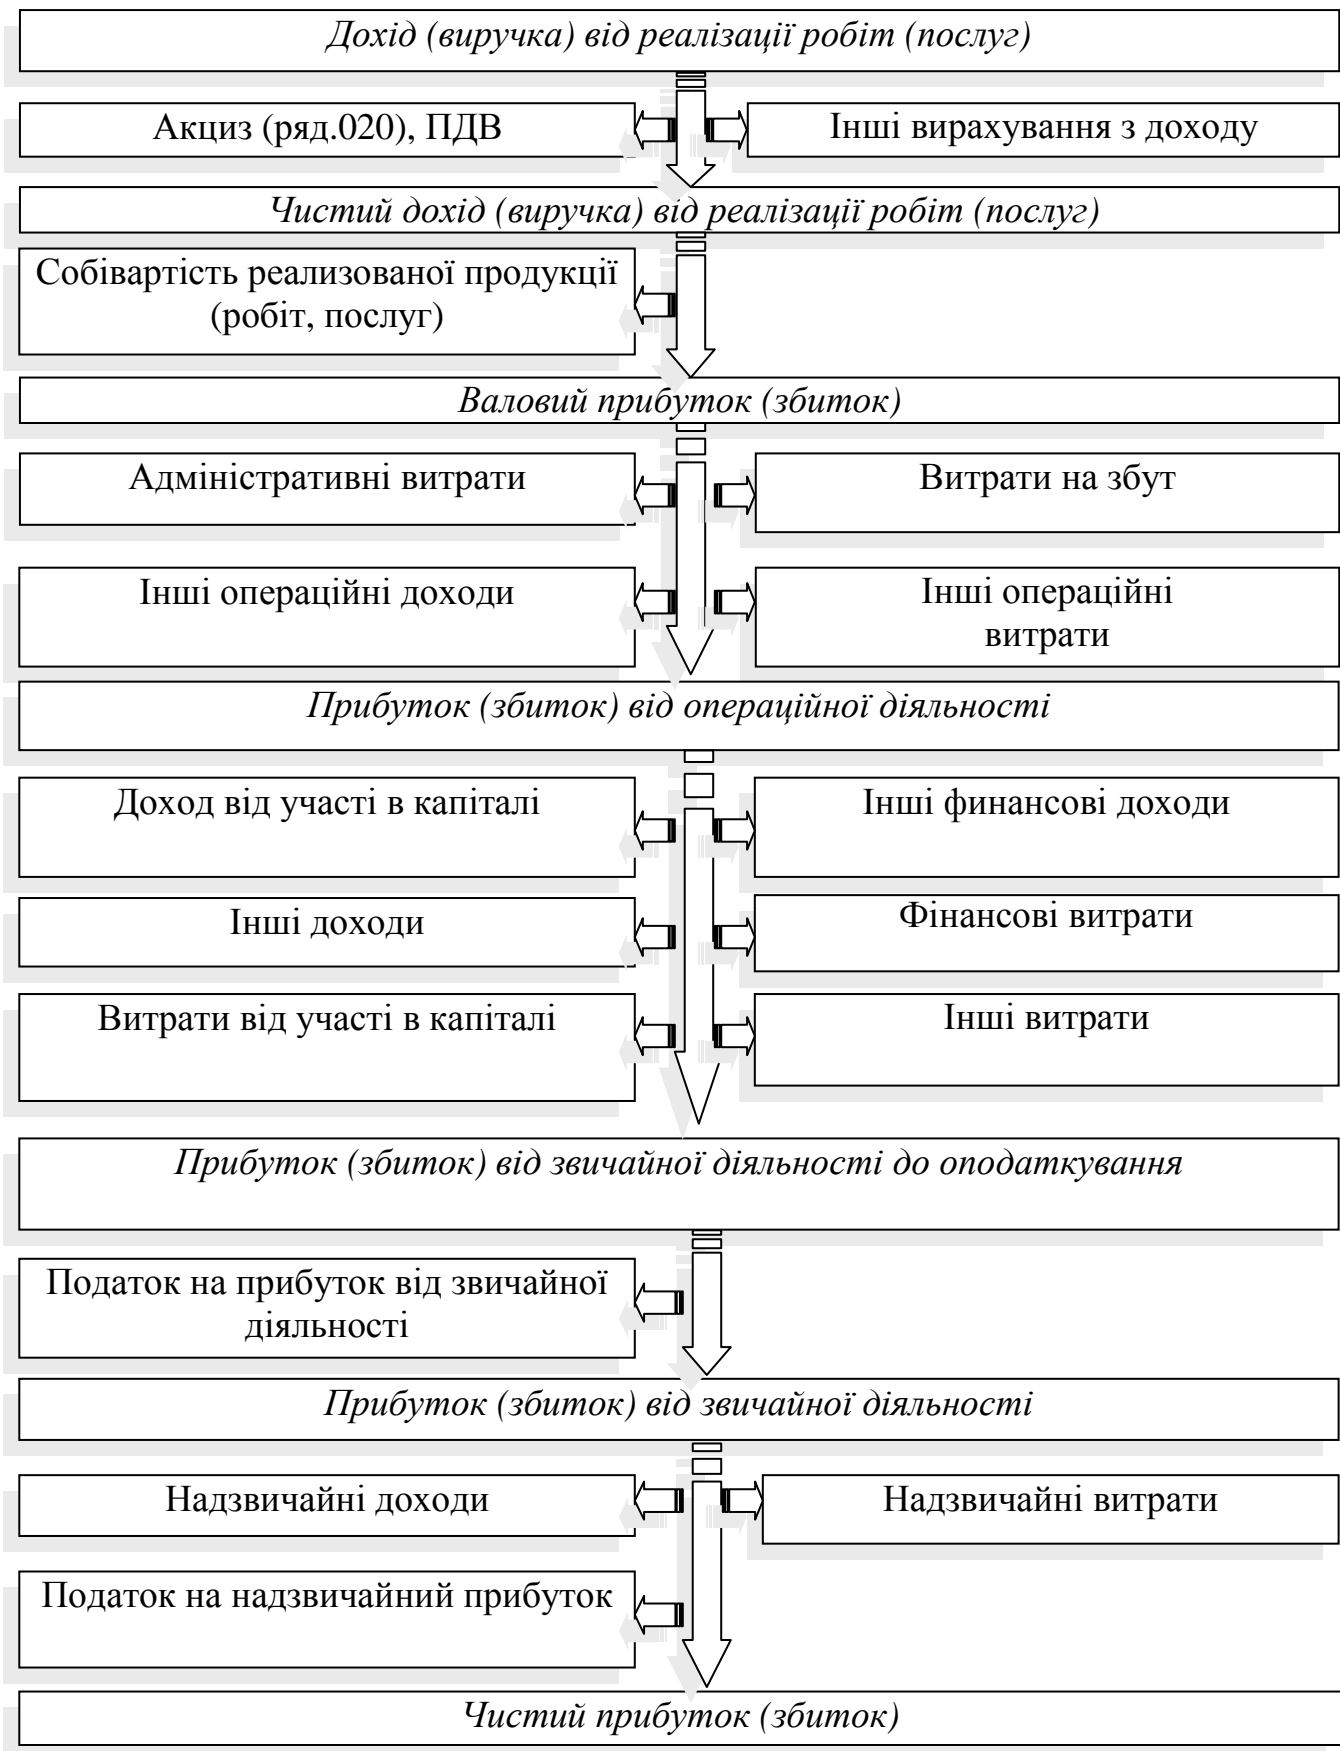 Дохід (виручка) від реалізації робіт (послуг)
Акциз (ряд.020), ПДВ
Інші вирахування з доходу
Чистий дохід (виручка) від реалізації робіт (послуг)
Собівартість реализованої продукції
(робіт, послуг)
Валовий прибуток (збиток)
Адміністративні витрати
Витрати на збут
Інші операційні доходи
Інші операційні
витрати
Прибуток (збиток) від операційної діяльності
Доход від участі в капіталі
Інші финансові доходи
Інші доходи
Фінансові витрати
Витрати від участі в капіталі
Інші витрати
Прибуток (збиток) від звичайної діяльності до оподаткування
Податок на прибуток від звичайної
діяльності
Прибуток (збиток) від звичайної діяльності
Надзвичайні доходи
Надзвичайні витрати
Податок на надзвичайний прибуток
Чистий прибуток (збиток)